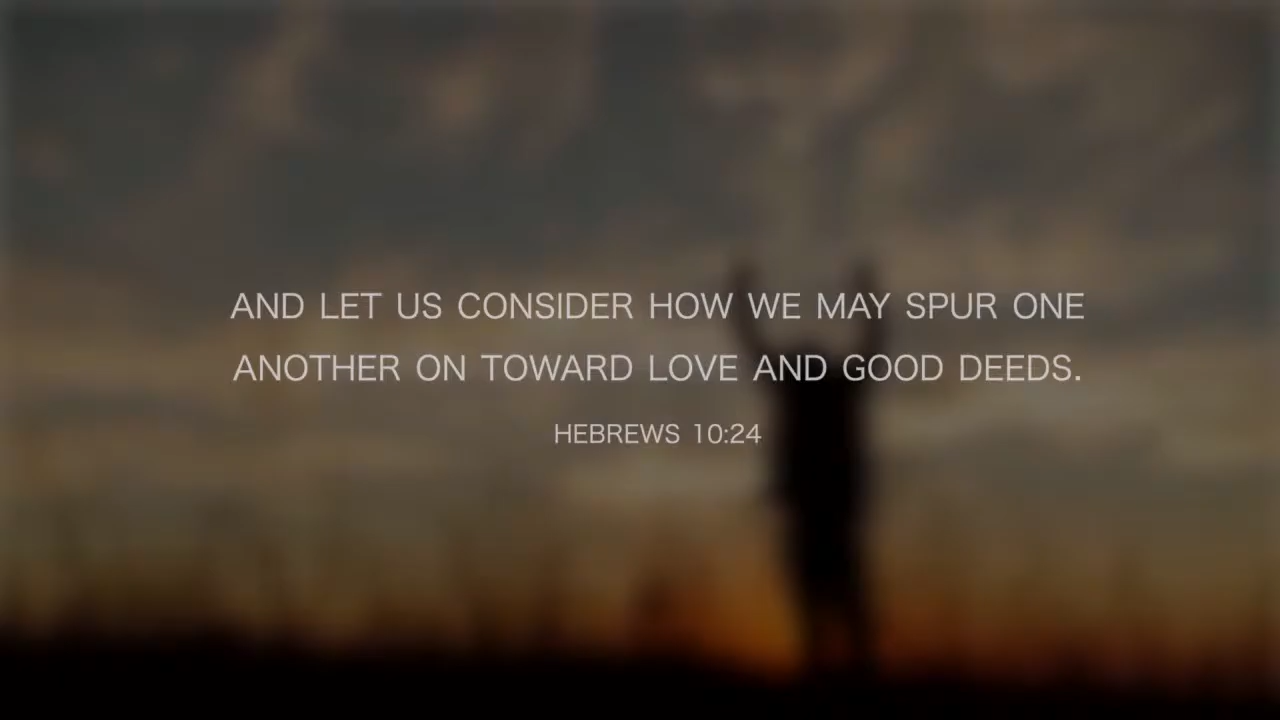 AND LET US CONSIDER HOW WE MAY SPUR ONE
ANOTHER ON TOWARD LOVE AND GOOD DEEDS.
HEBREWS 10:24